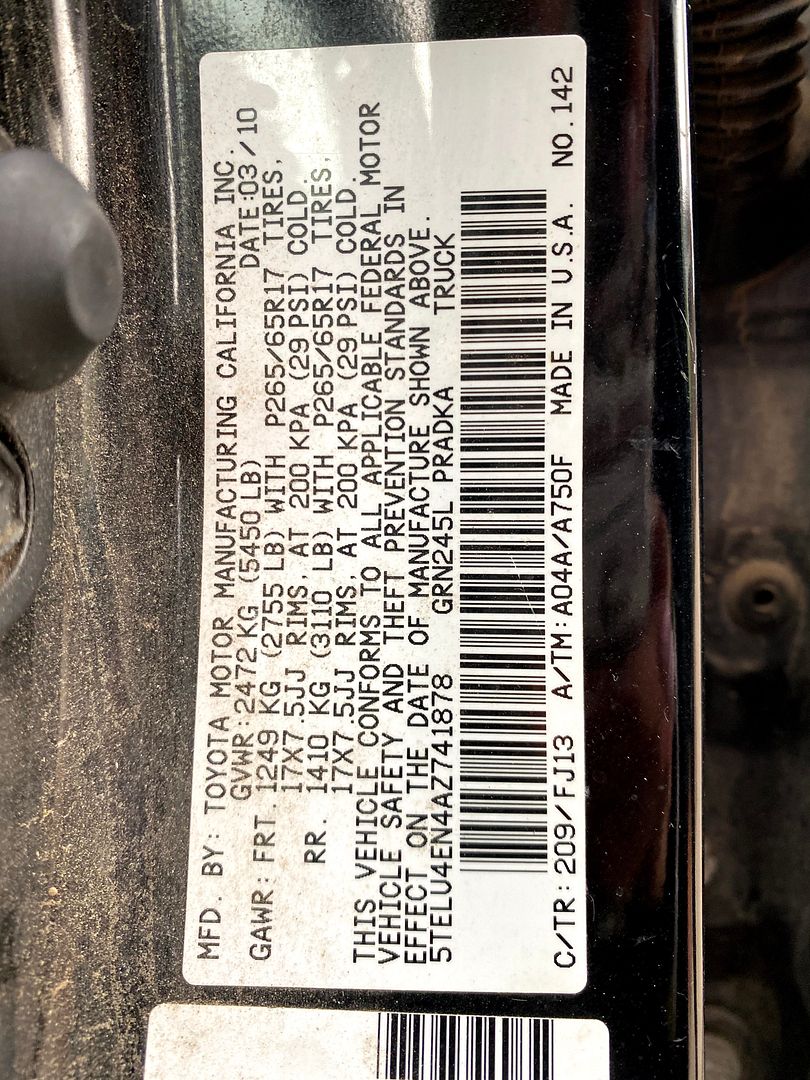 MFD. BY: TOYOTA MOTOR MANUFACTURING CALIFORNIA INC.
GVWR:2472 KG (5450 LB) DATE:03/10
GAWR: FRT. 1249 KG (2755 LB) WITH P265/65R17 TIRES,
17X7.5JJ RIMS, AT 200 KPA (29 PSI) COLD.
RR. 1410 KG (3110 LB) WITH P265/65R17 TIRES,
17X7.5JJ RIMS, AT 200 KPA (29 PSI) COLD.
THIS VEHICLE CONFORMS TO ALL APPLICABLE FEDERAL MOTOR
VEHICLE SAFETY AND THEFT PREVENTION STANDARDS IN
EFFECT ON THE DATE OF MANUFACTURE SHOWN ABOVE.
5TELU4EN4AZ741878 GRN245L PRADKA TRUCK
C/TR:209/FJ13 A/TM:A04A/A750F MADE IN U.S.A. NO.142